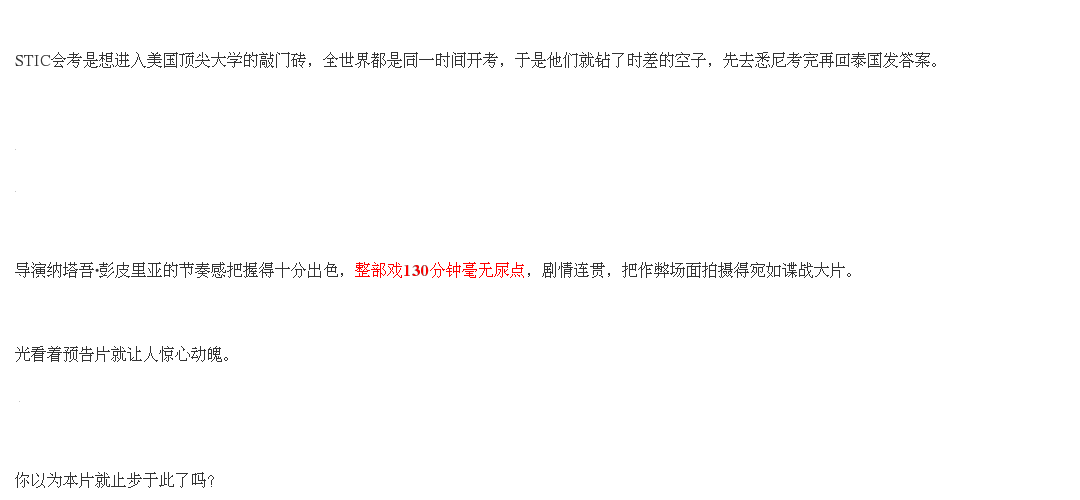 STIC会考是想进入美国顶尖大学的敲门砖，全世界都是同一时间开考，于是他们就钻了时差的空子，先去悉尼考完再回泰国发答案。
导演纳塔吾·彭皮里亚的节奏感把握得十分出色，整部戏130分钟毫无尿点，剧情连贯，把作弊场面拍摄得宛如谍战大片。
光看着预告片就让人惊心动魄。
你以为本片就止步于此了吗？